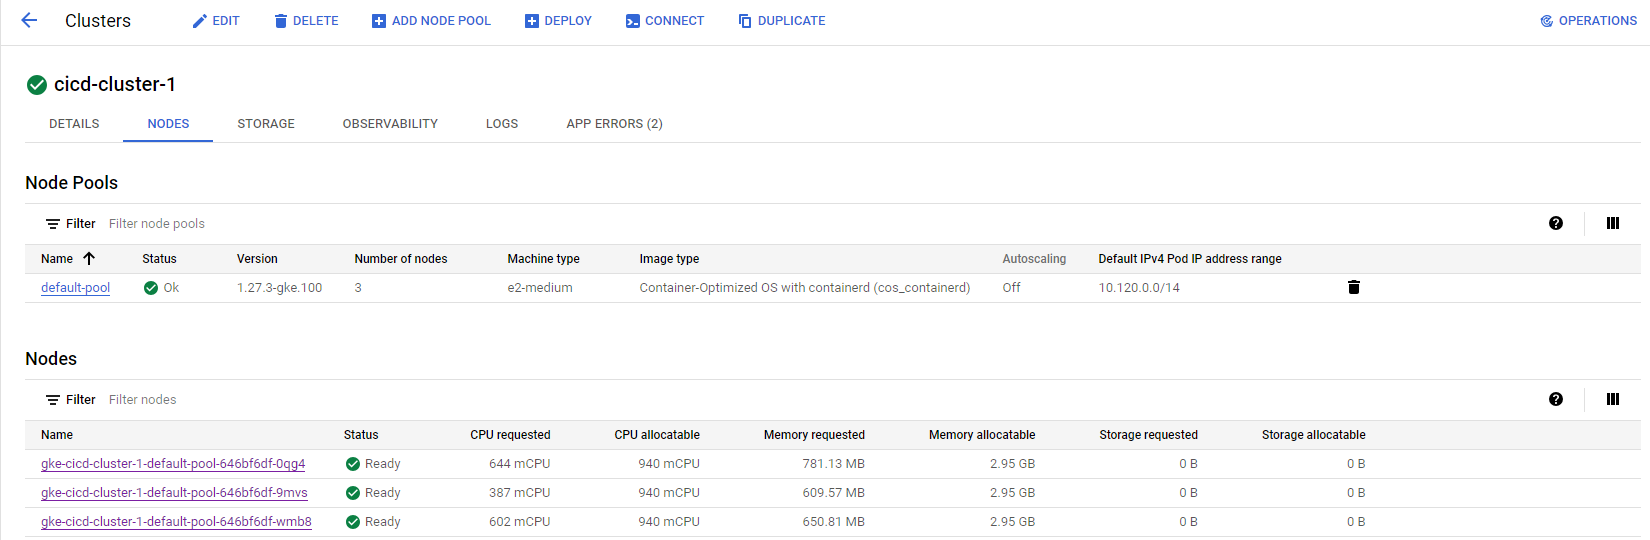 Clusters EDIT DELETE ADD NODE POOL DEPLOY CONNECT DUPLICATE OPERATIONS
cicd-cluster-1
DETAILS NODES STORAGE OBSERVABILITY LOGS APP ERRORS (2)
Node Pools
Filter Filter node pools
Name Status Version Number of nodes Machine type Image type Autoscaling Default IPv4 Pod IP address range
default-pool Ok 1.27.3-gke.100 3 e2-medium Container-Optimized OS with containerd (cos_containerd) Off 10.120.0.0/14
Nodes
Filter Filter nodes
Name Status CPU requested CPU allocatable Memory requested Memory allocatable Storage requested Storage allocatable
gke-cicd-cluster-1-default-pool-646bf6df-0qg4 Ready 644 mCPU 940 mCPU 781.13 MB 2.95 GB 0 B 0 B
gke-cicd-cluster-1-default-pool-646bf6df-9mvs Ready 387 mCPU 940 mCPU 609.57 MB 2.95 GB 0 B 0 B
gke-cicd-cluster-1-default-pool-646bf6df-wmb8 Ready 602 mCPU 940 mCPU 650.81 MB 2.95 GB 0 B 0 B